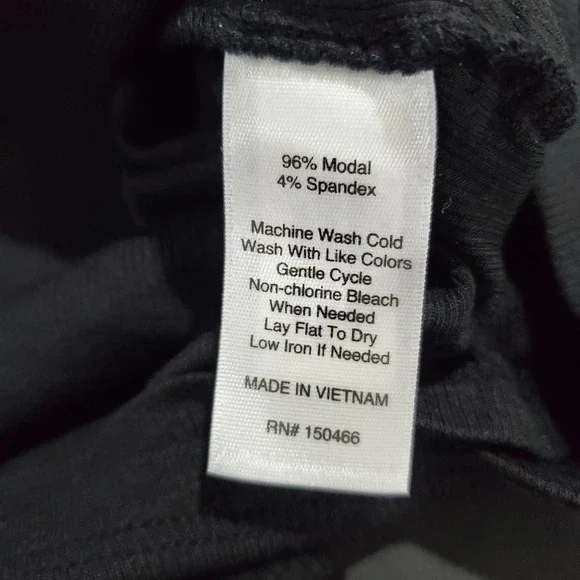 96% Modal
4% Spandex
Machine Wash Cold
Wash With Like Colors
Gentle Cycle
Non-chlorine Bleach
When Needed
Lay Flat To Dry
Low Iron If Needed
MADE IN VIETNAM
RN# 150466